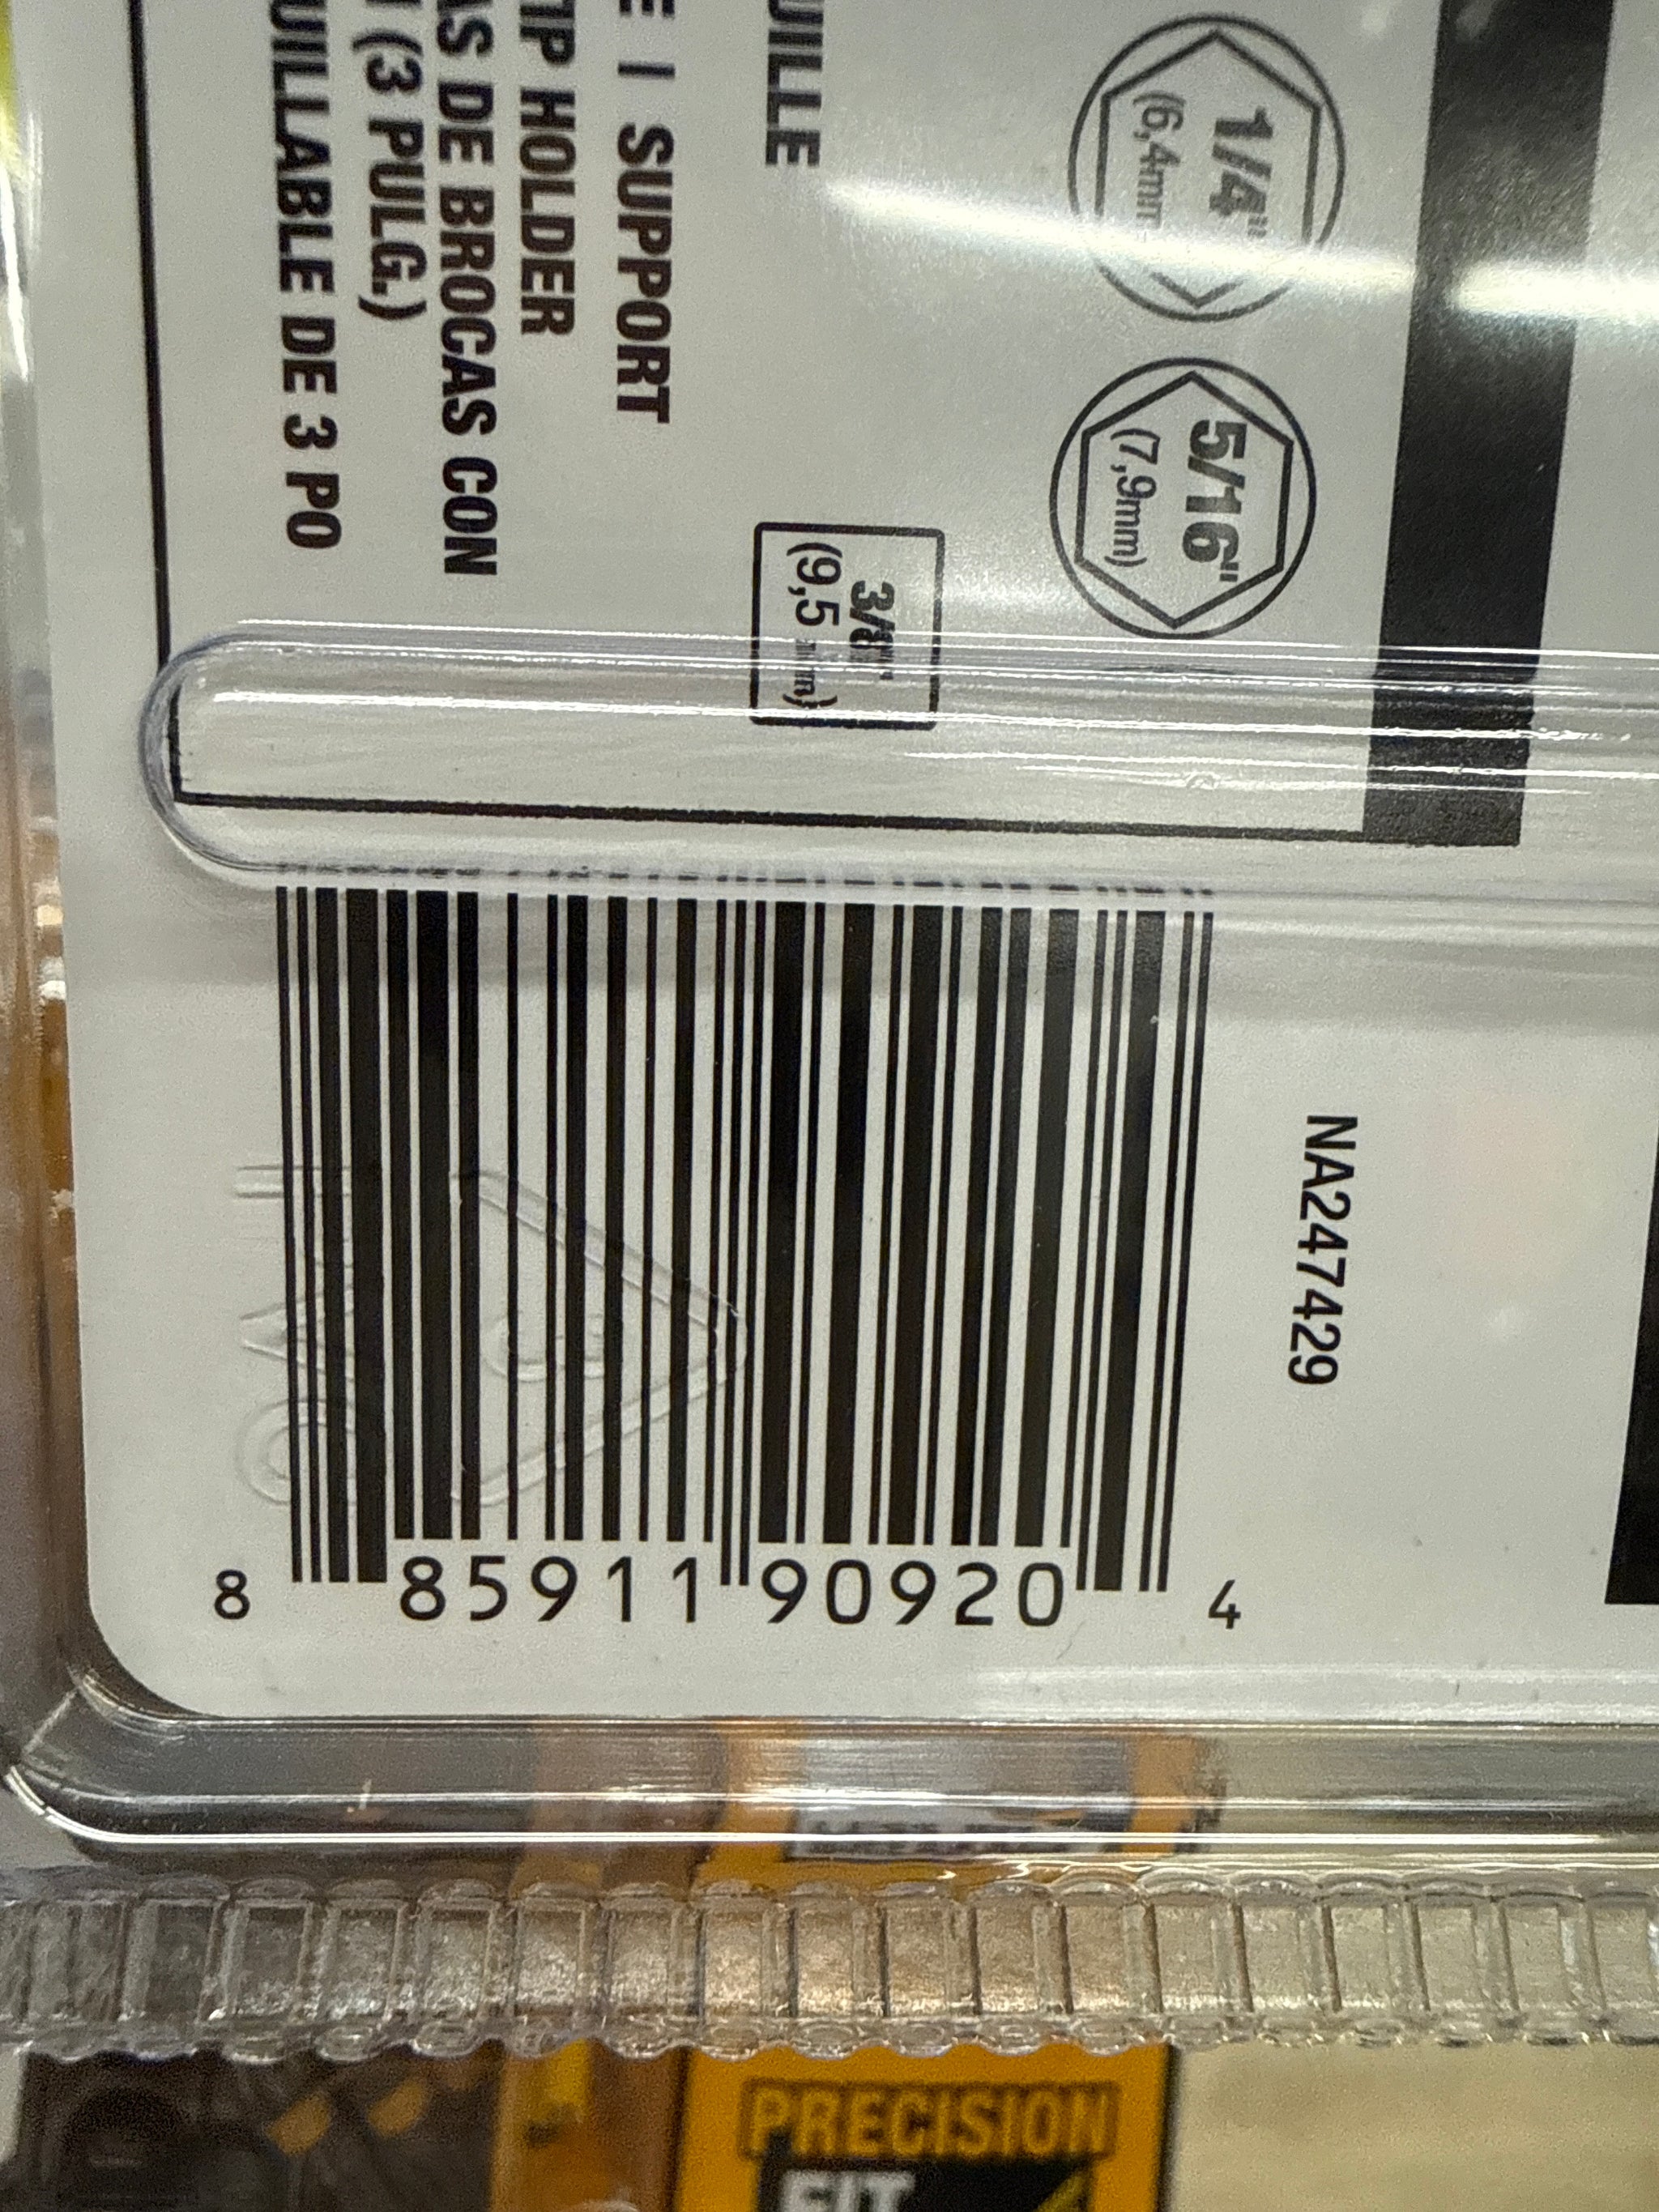 1/4"
(6,4mm)
5/16"
(7,9mm)
UILLE
3/8"
(9,5 mm)
E | SUPPORT
TIP HOLDER
AS DE BROCAS CON
(3 PULG.)
UILLABLE DE 3 PO
NA247429
8 85911 90920 4
PRECISION
FIT